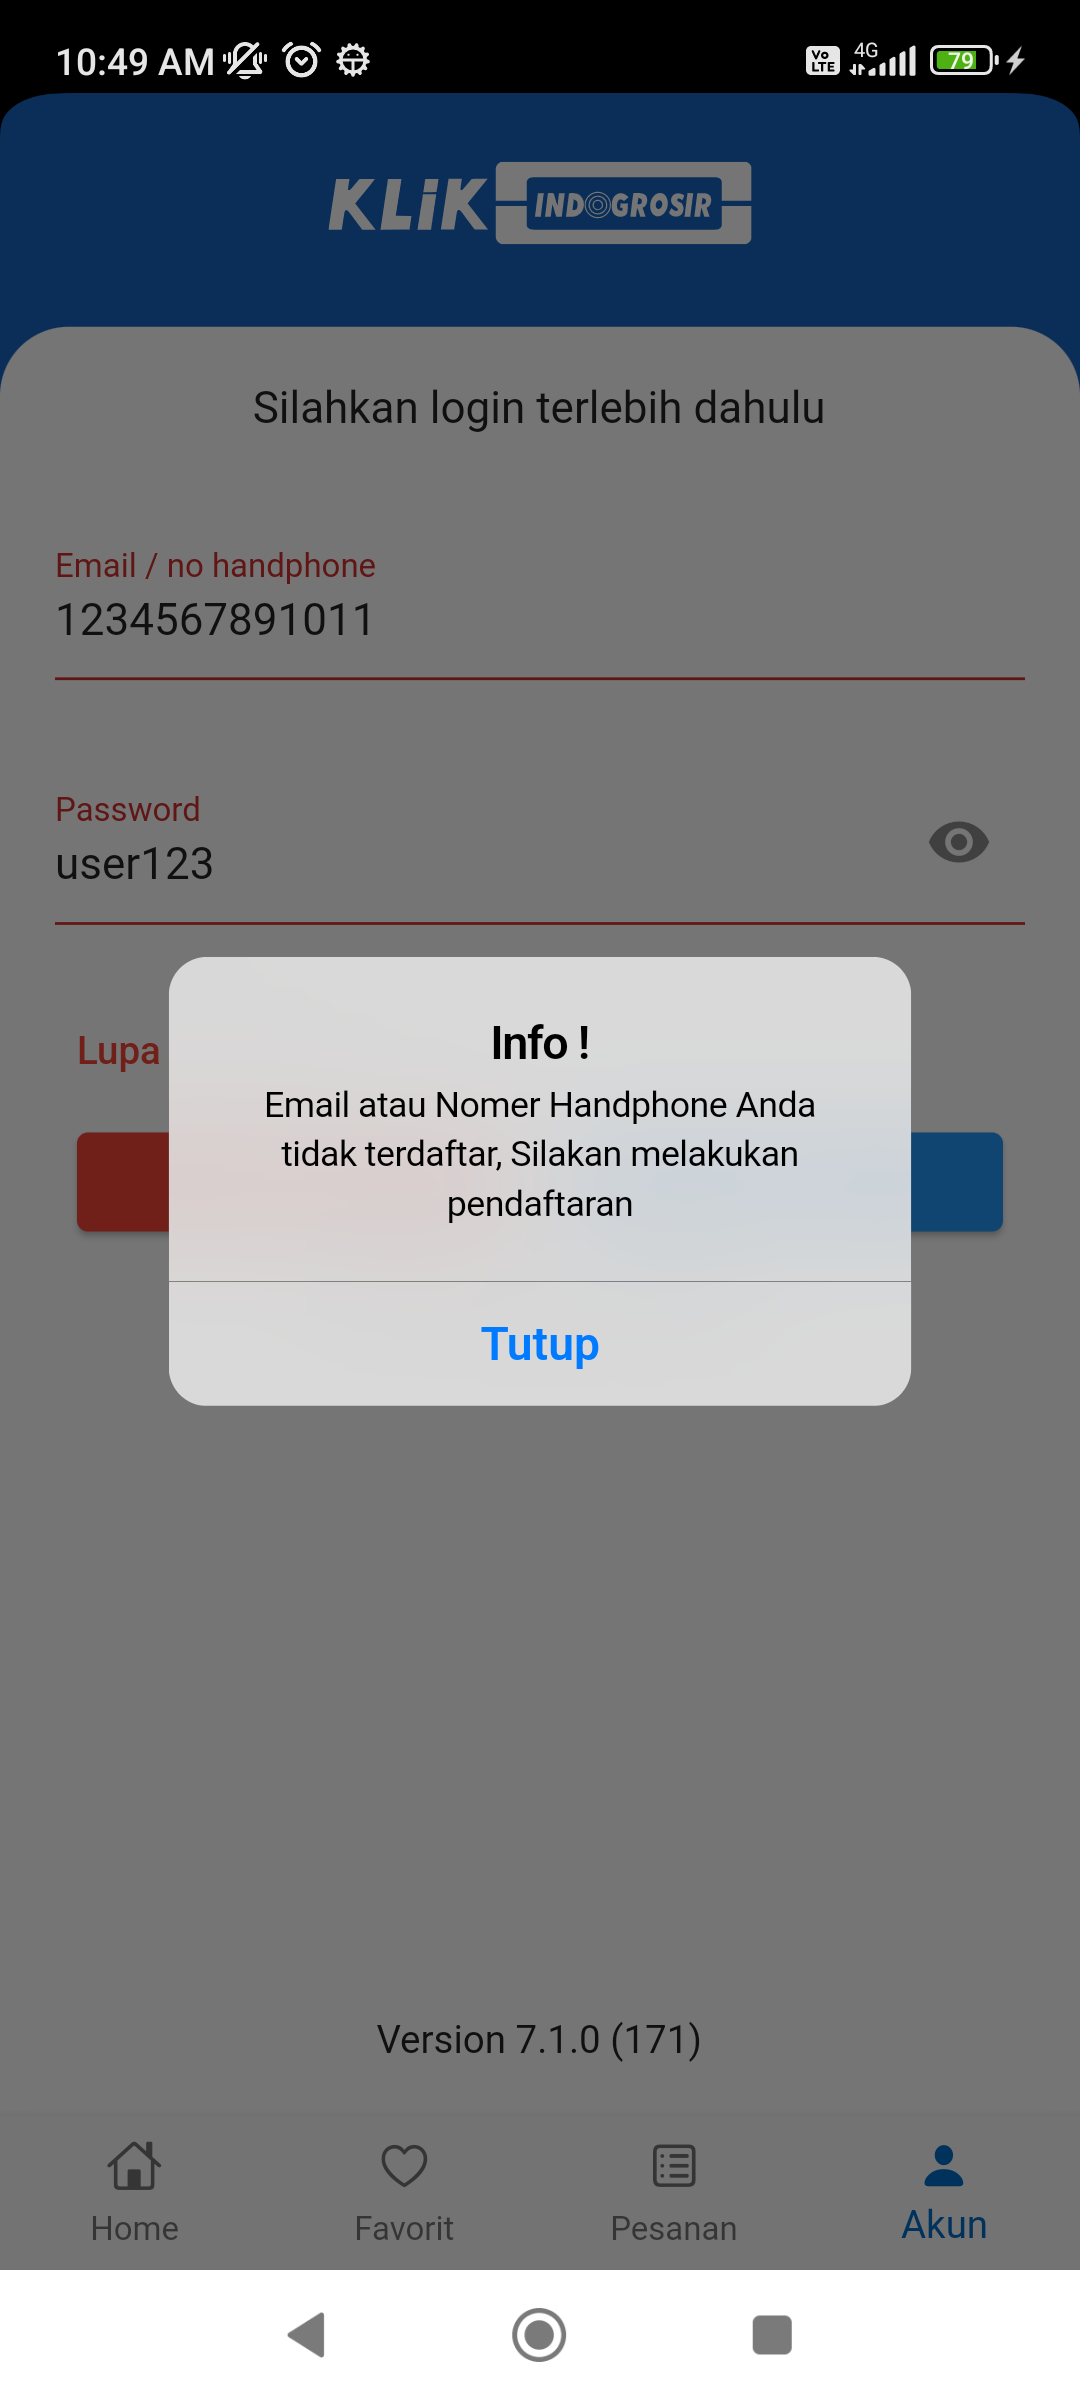 10:49 AM
Vo LTE 4G 79
KLiK INDOGROSIR
Silahkan login terlebih dahulu
Email / no handphone
1234567891011
Password
user123
Lupa
Info !
Email atau Nomer Handphone Anda
tidak terdaftar, Silakan melakukan
pendaftaran
Tutup
Version 7.1.0 (171)
Home Favorit Pesanan Akun